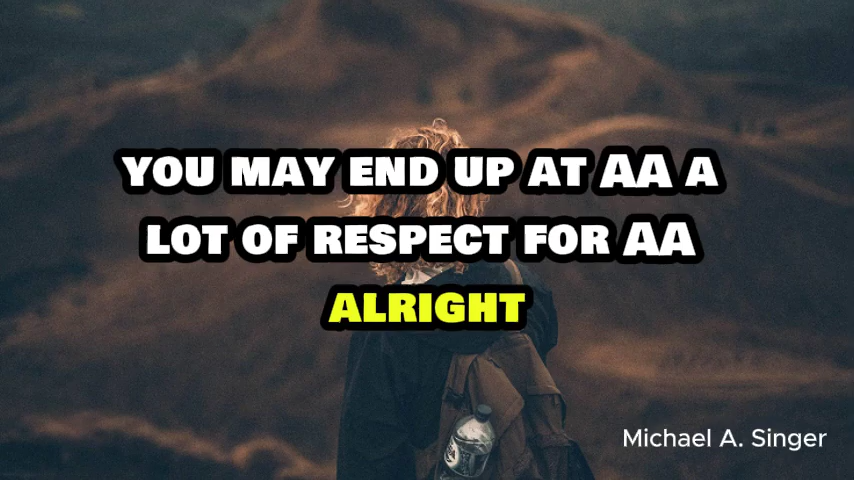 YOU MAY END UP AT AA A
LOT OF RESPECT FOR AA
ALRIGHT
Michael A. Singer